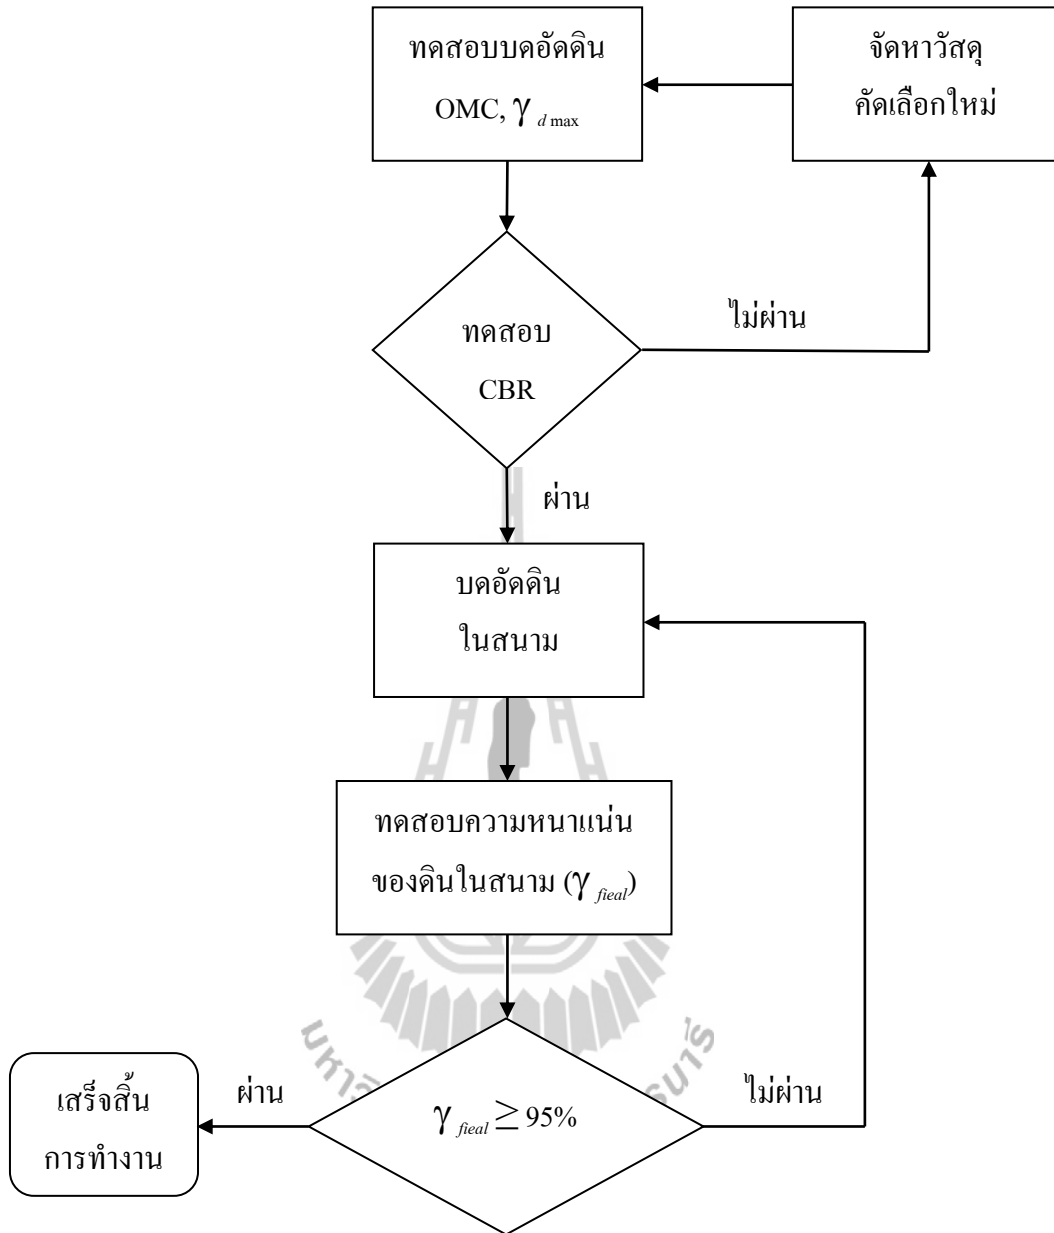 ทดสอบบดอัดดิน
OMC, γ d max
จัดหาวัสดุ
คัดเลือกใหม่
ทดสอบ
CBR
ไม่ผ่าน
ผ่าน
บดอัดดิน
ในสนาม
ทดสอบความหนาแน่น
ของดินในสนาม (γ fieal)
γ fieal ≧ 95%
ผ่าน
ไม่ผ่าน
เสร็จสิ้น
การทำงาน